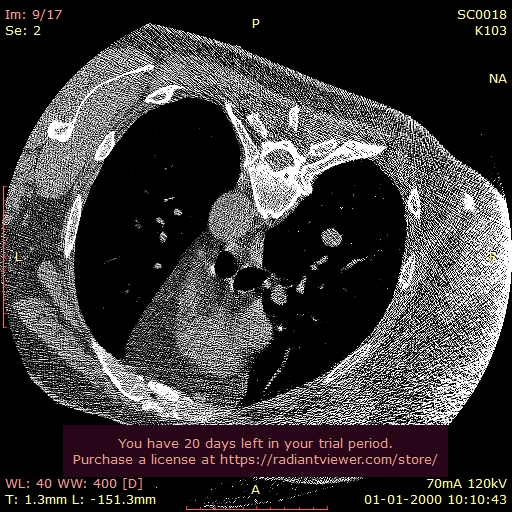 Im: 9/17
Se: 2
P
SC0018
K103
NA
L
R
You have 20 days left in your trial period.
Purchase a license at https://radiantviewer.com/store/
WL: 40 WW: 400 [D]
T: 1.3mm L: -151.3mm
A
70mA 120kV
01-01-2000 10:10:43